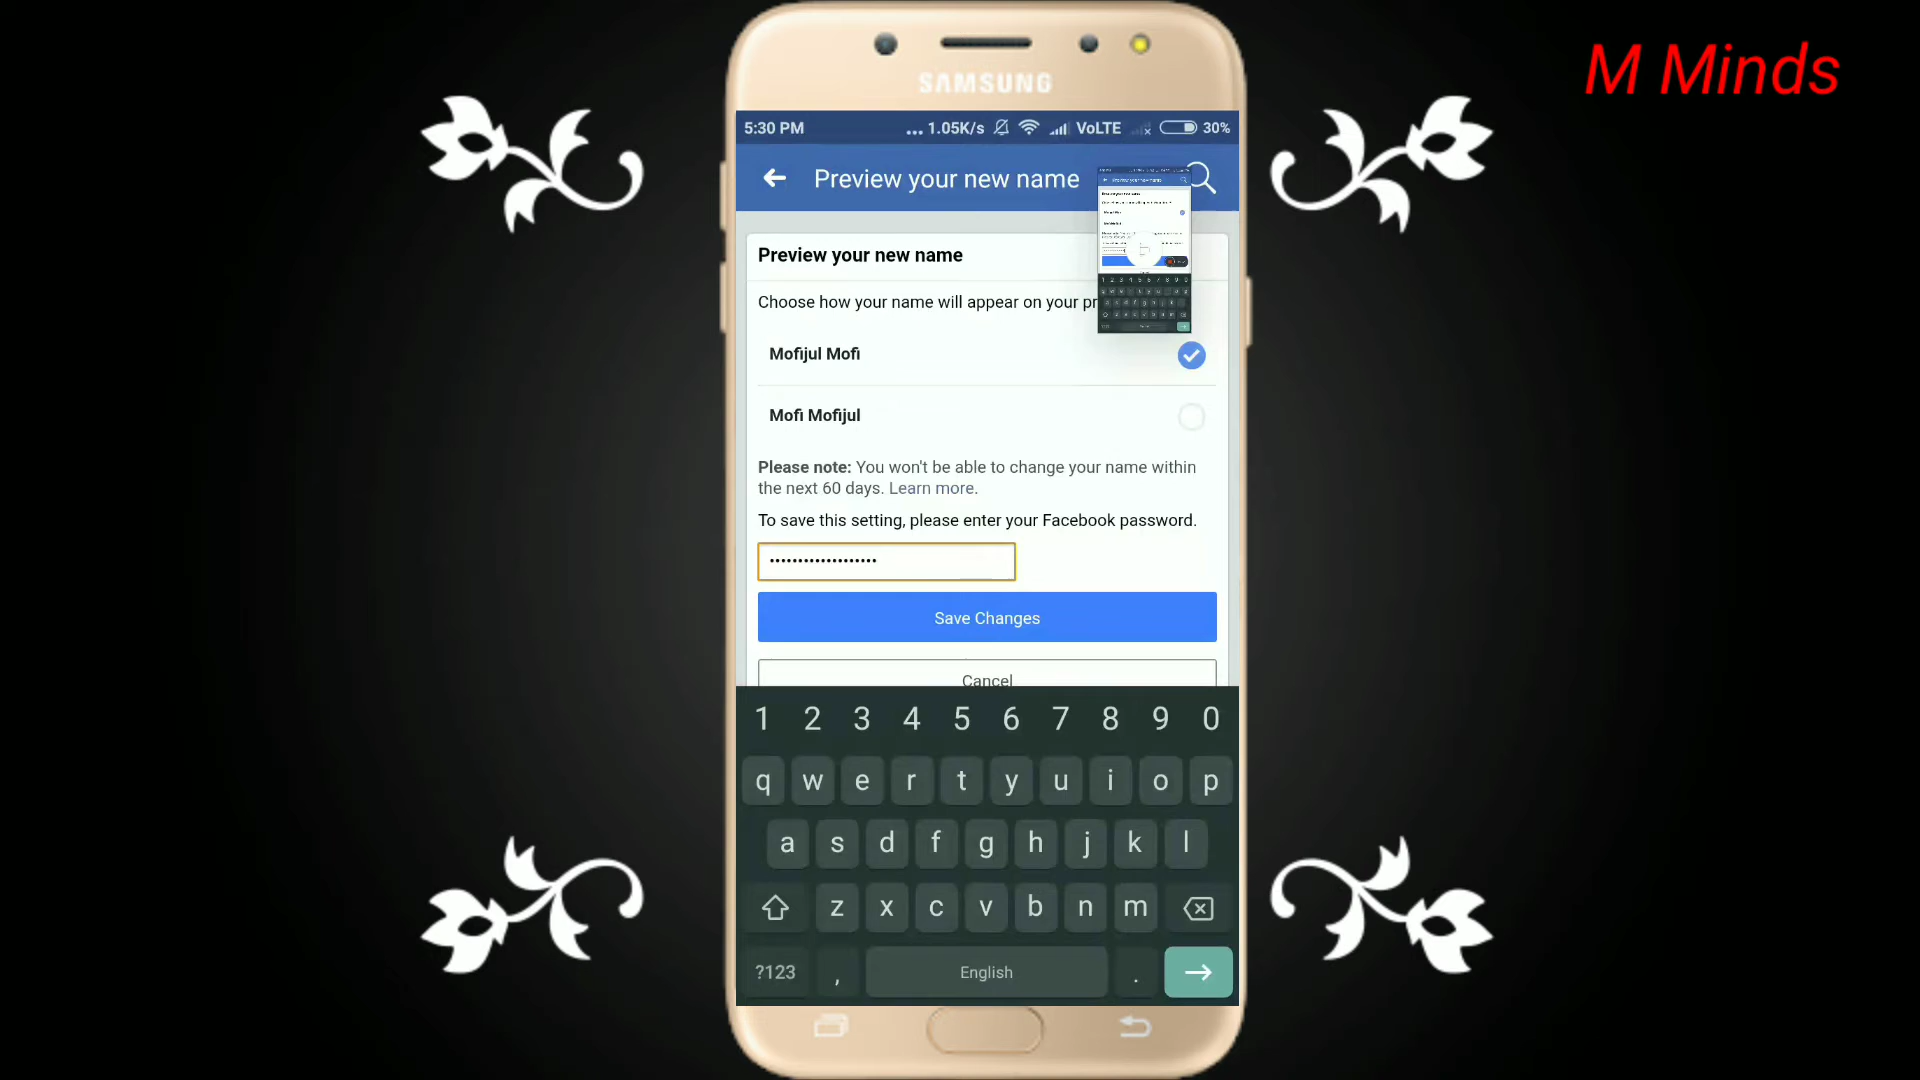 M Minds
SAMSUNG
5:30 PM ... 1.05K/s VoLTE 30%
Preview your new name
Preview your new name
Choose how your name will appear on your pr
Mofijul Mofi
Mofi Mofijul
Please note: You won't be able to change your name within
the next 60 days. Learn more.
To save this setting, please enter your Facebook password.
•••••••••••••••••••
Save Changes
Cancel
1 2 3 4 5 6 7 8 9 0
q w e r t y u i o p
a s d f g h j k l
z x c v b n m
?123 , English .